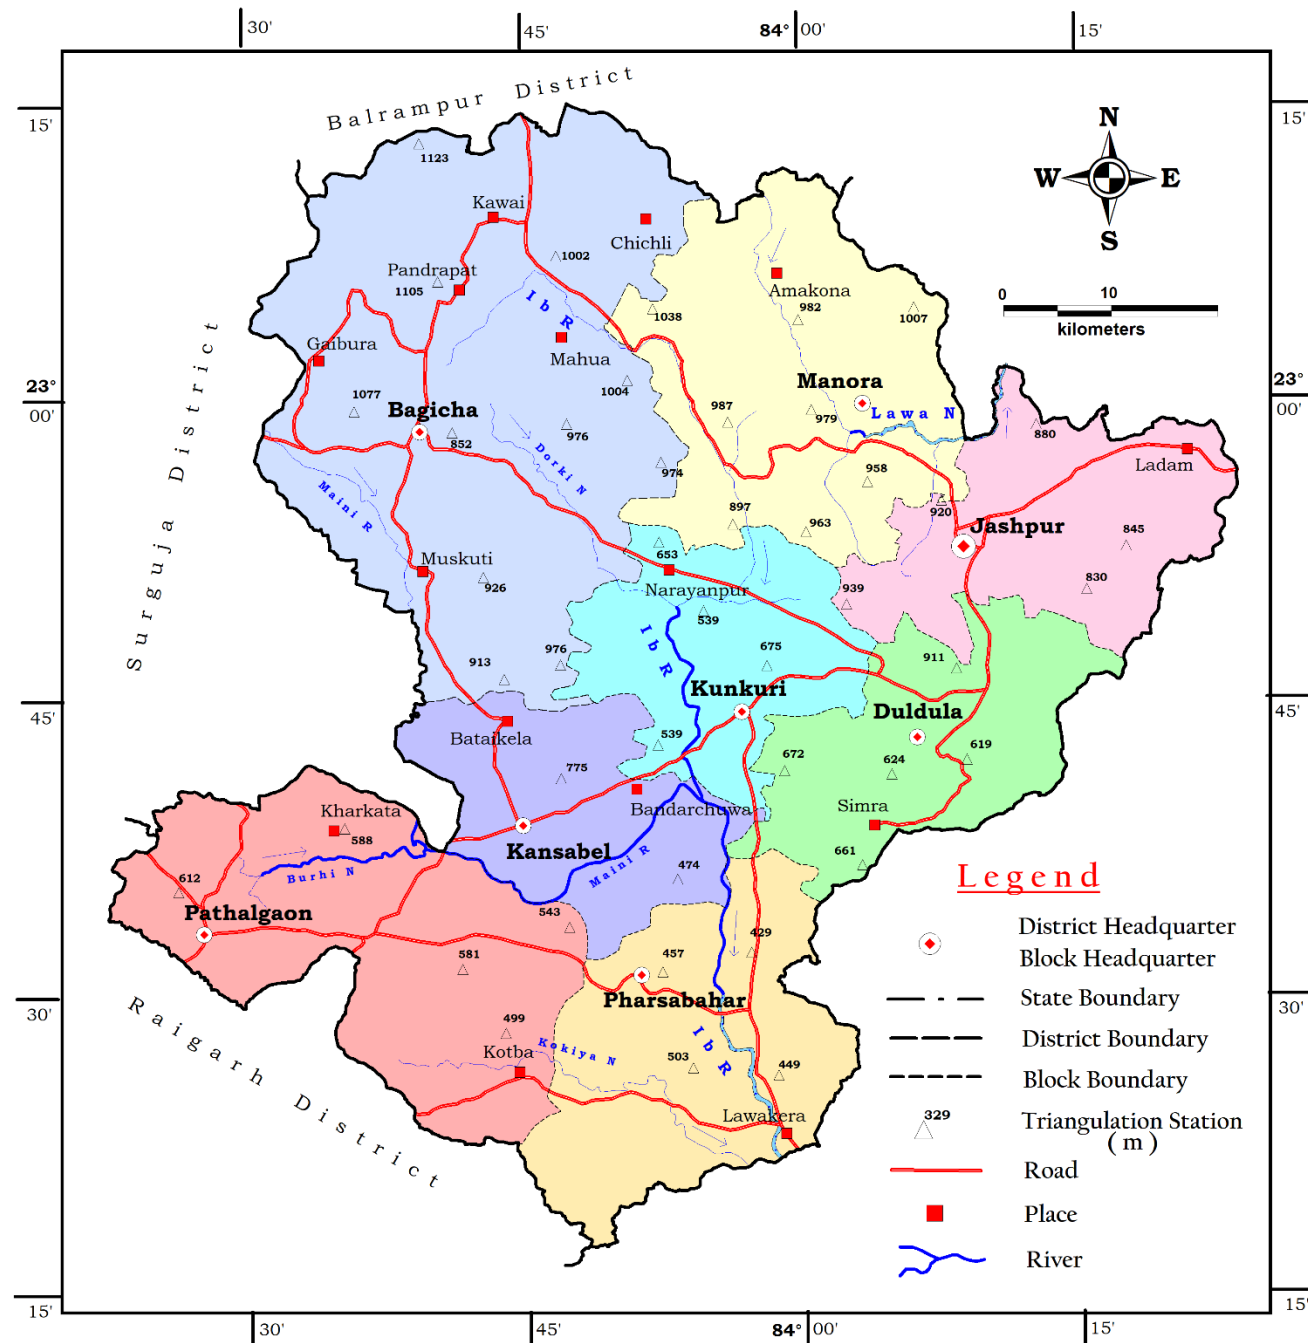 30'
45'
84° 00'
15'
15'
15'
Balrampur District
1123
N
W E
S
Kawai
Chichli
1002
Pandrapat
1105
Amakona
982
1007
1038
0 10
kilometers
Ib R
Gaibura
Mahua
1004
23°
00'
23°
00'
Manora
1077
Bagicha
852
976
987
979
Lawa N
880
Ladam
Surguja District
Dorki N
974
958
Maini R
897
963
920
Jashpur
845
653
Muskuti
926
Narayanpur
539
939
830
Ib R
913
976
675
911
Kunkuri
45'
45'
Bataikela
Duldula
539
672
624
619
775
Bandarchuwa
Simra
Kharkata
588
Kansabel
Maini R
661
Burhi N
474
612
Pathalgaon
543
429
581
457
Pharsabahar
30'
30'
Raigarh District
499
Kotba
Kokiya N
503
Ib R
449
Lawakera
Legend
District Headquarter
Block Headquarter
State Boundary
District Boundary
Block Boundary
329
Triangulation Station
(m)
Road
Place
River
15'
15'
30'
45'
84° 00'
15'